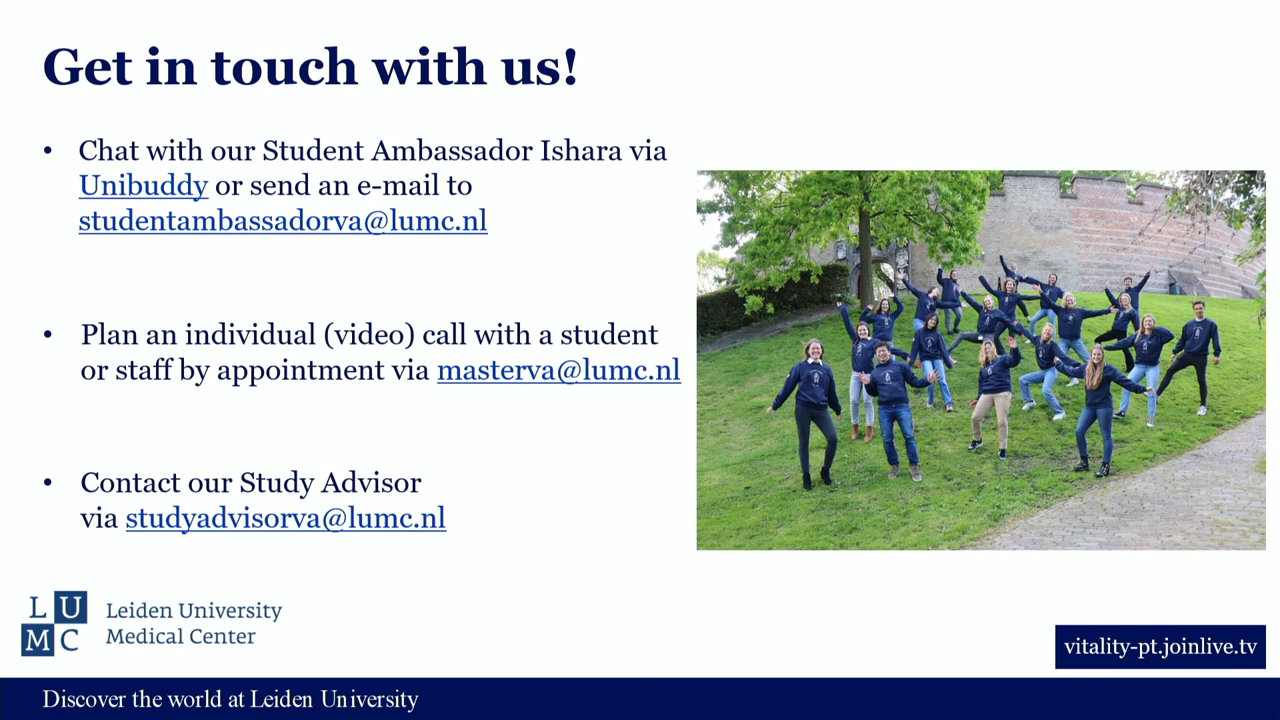 Get in touch with us!
• Chat with our Student Ambassador Ishara via
Unibuddy or send an e-mail to
studentambassadorva@lumc.nl
• Plan an individual (video) call with a student
or staff by appointment via masterva@lumc.nl
• Contact our Study Advisor
via studyadvisorva@lumc.nl
L U
M C
Leiden University
Medical Center
vitality-pt.joinlive.tv
Discover the world at Leiden University